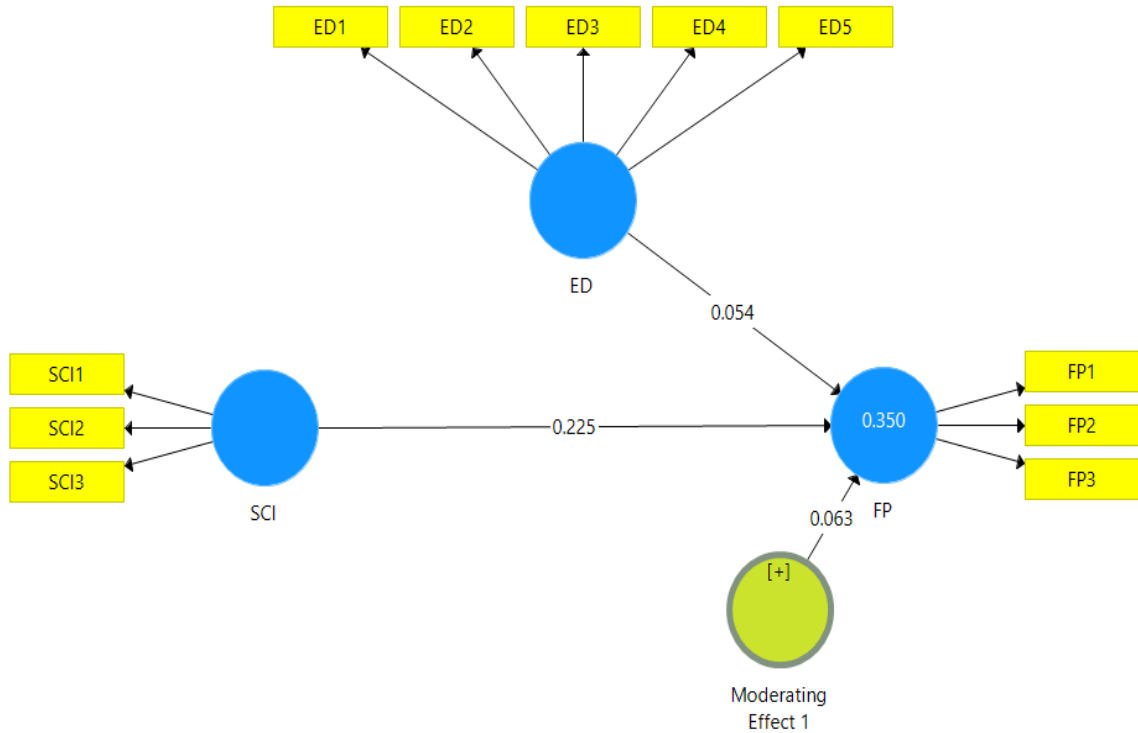 ED1
ED2
ED3
ED4
ED5
ED
0.054
SCI1
SCI2
SCI3
SCI
0.225
0.350
FP
FP1
FP2
FP3
0.063
[+]
Moderating
Effect 1